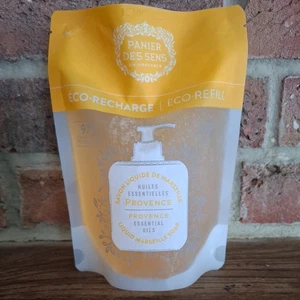 PANIER
DES SENS
ECO-RECHARGE | ECO-REFILL
SAVON LIQUIDE DE MARSEILLE
HUILES
ESSENTIELLES
PROVENCE
PROVENCE
ESSENTIAL
OILS
LIQUID MARSEILLE SOAP